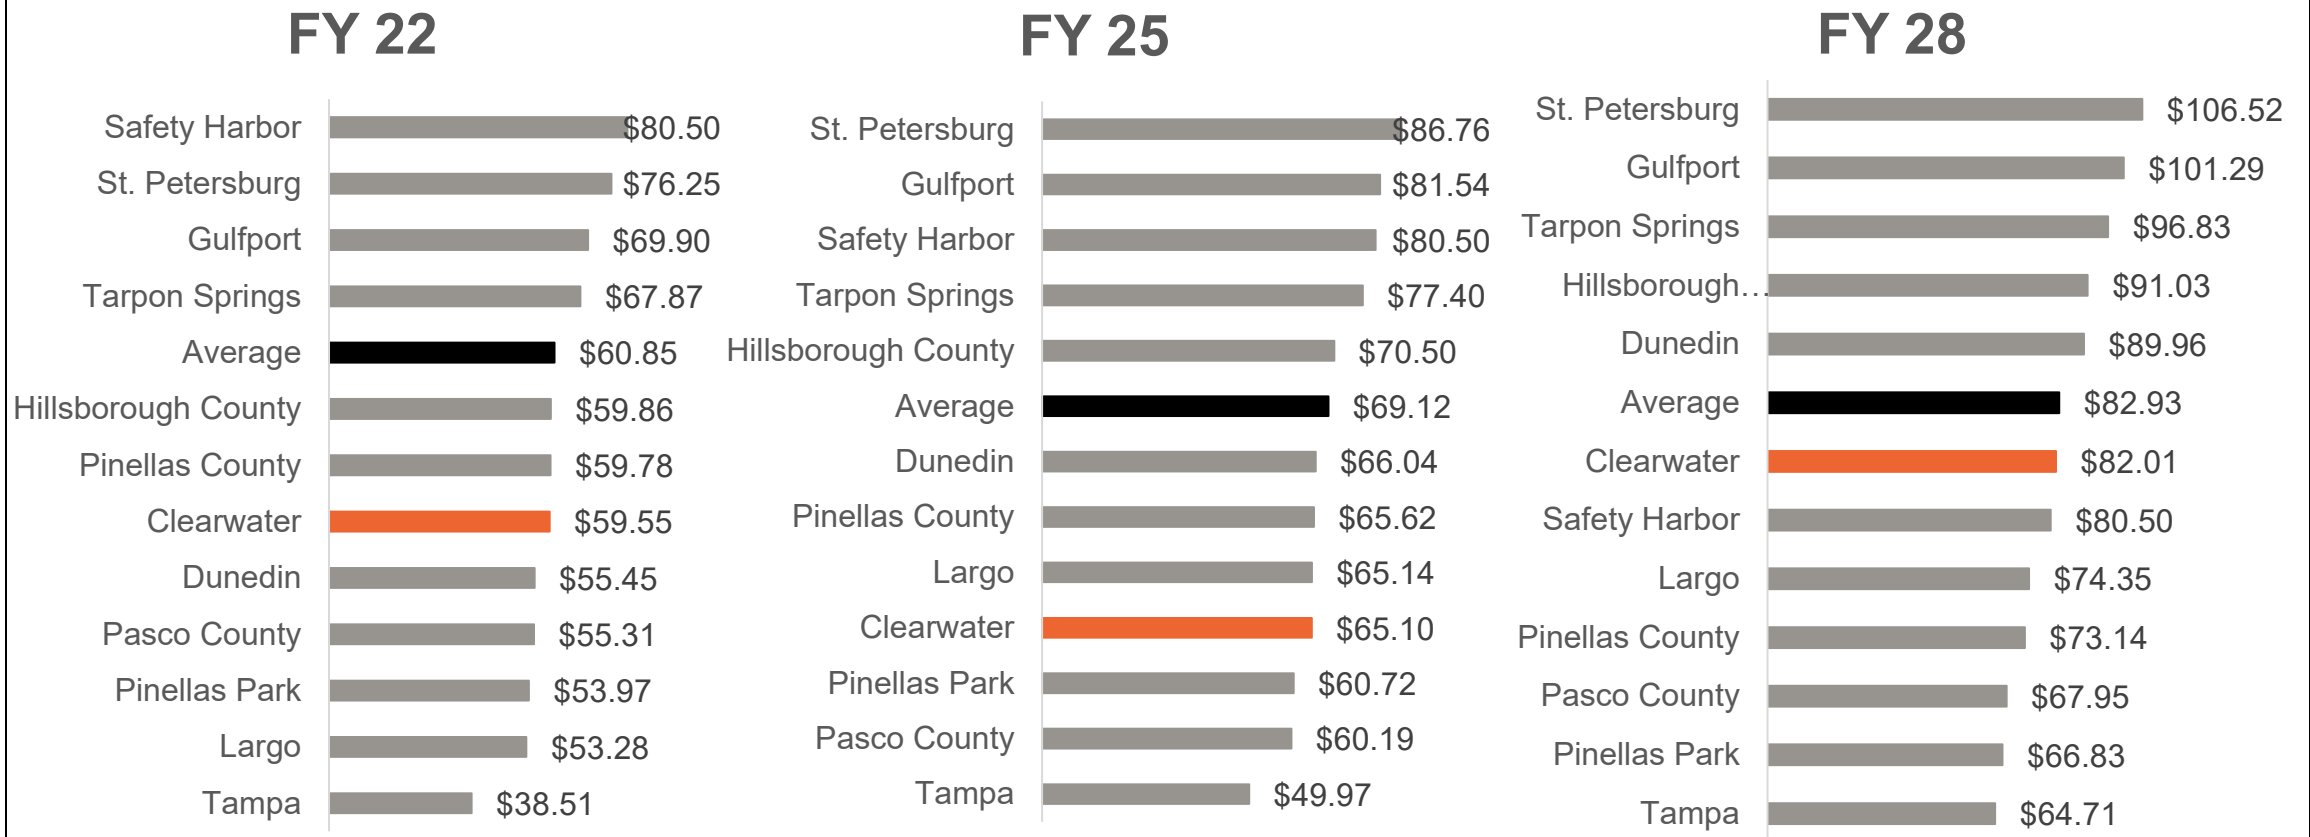 FY 22
Safety Harbor $80.50
St. Petersburg $76.25
Gulfport $69.90
Tarpon Springs $67.87
Average $60.85
Hillsborough County $59.86
Pinellas County $59.78
Clearwater $59.55
Dunedin $55.45
Pasco County $55.31
Pinellas Park $53.97
Largo $53.28
Tampa $38.51
FY 25
St. Petersburg $86.76
Gulfport $81.54
Safety Harbor $80.50
Tarpon Springs $77.40
Hillsborough County $70.50
Average $69.12
Dunedin $66.04
Pinellas County $65.62
Largo $65.14
Clearwater $65.10
Pinellas Park $60.72
Pasco County $60.19
Tampa $49.97
FY 28
St. Petersburg $106.52
Gulfport $101.29
Tarpon Springs $96.83
Hillsborough… $91.03
Dunedin $89.96
Average $82.93
Clearwater $82.01
Safety Harbor $80.50
Largo $74.35
Pinellas County $73.14
Pasco County $67.95
Pinellas Park $66.83
Tampa $64.71